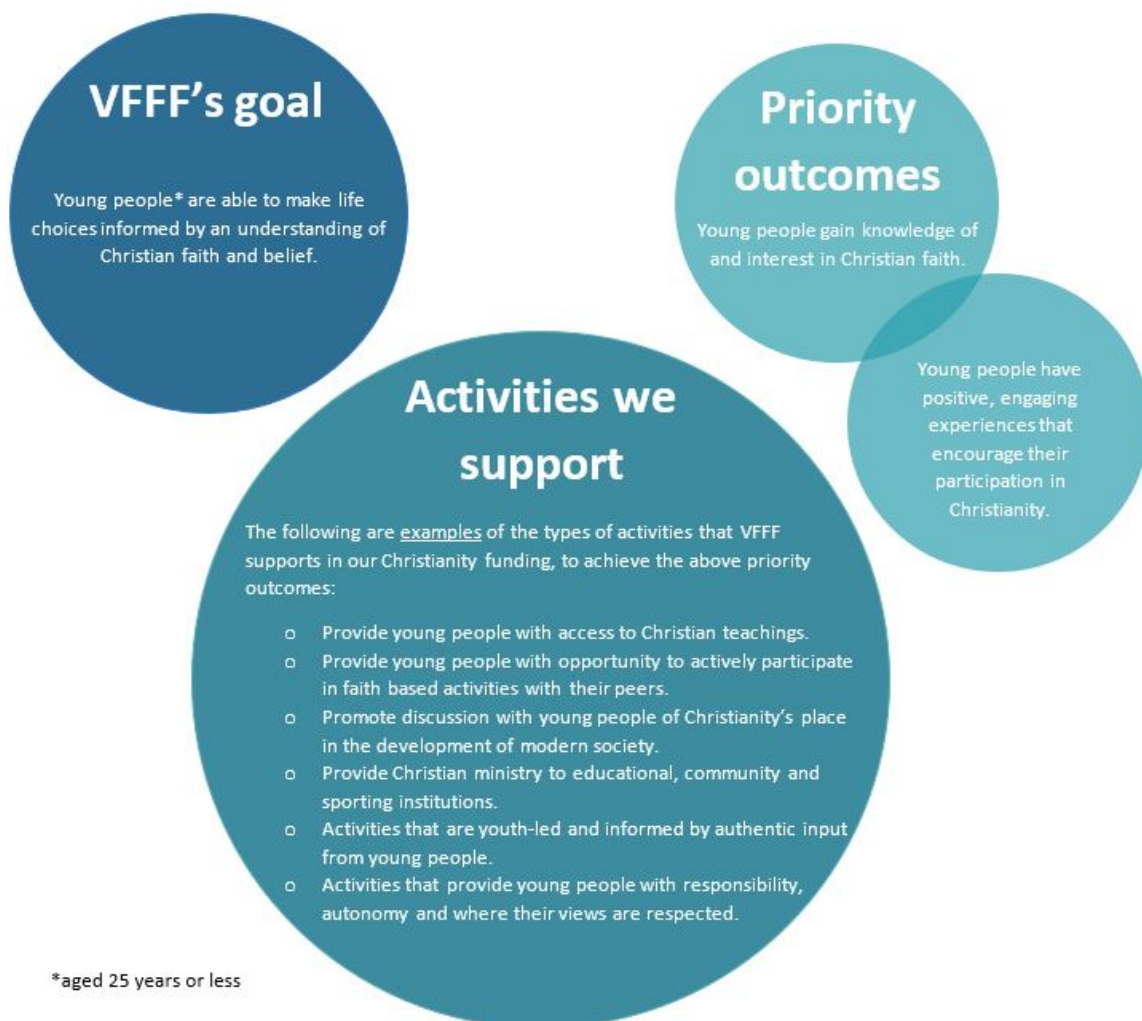 VFFF's goal
Young people* are able to make life
choices informed by an understanding of
Christian faith and belief.
Priority
outcomes
Young people gain knowledge of
and interest in Christian faith.
Young people have
positive, engaging
experiences that
encourage their
participation in
Christianity.
Activities we
support
The following are examples of the types of activities that VFFF
supports in our Christianity funding, to achieve the above priority
outcomes:
o Provide young people with access to Christian teachings.
o Provide young people with opportunity to actively participate
in faith based activities with their peers.
o Promote discussion with young people of Christianity's place
in the development of modern society.
o Provide Christian ministry to educational, community and
sporting institutions.
o Activities that are youth-led and informed by authentic input
from young people.
o Activities that provide young people with responsibility,
autonomy and where their views are respected.
*aged 25 years or less